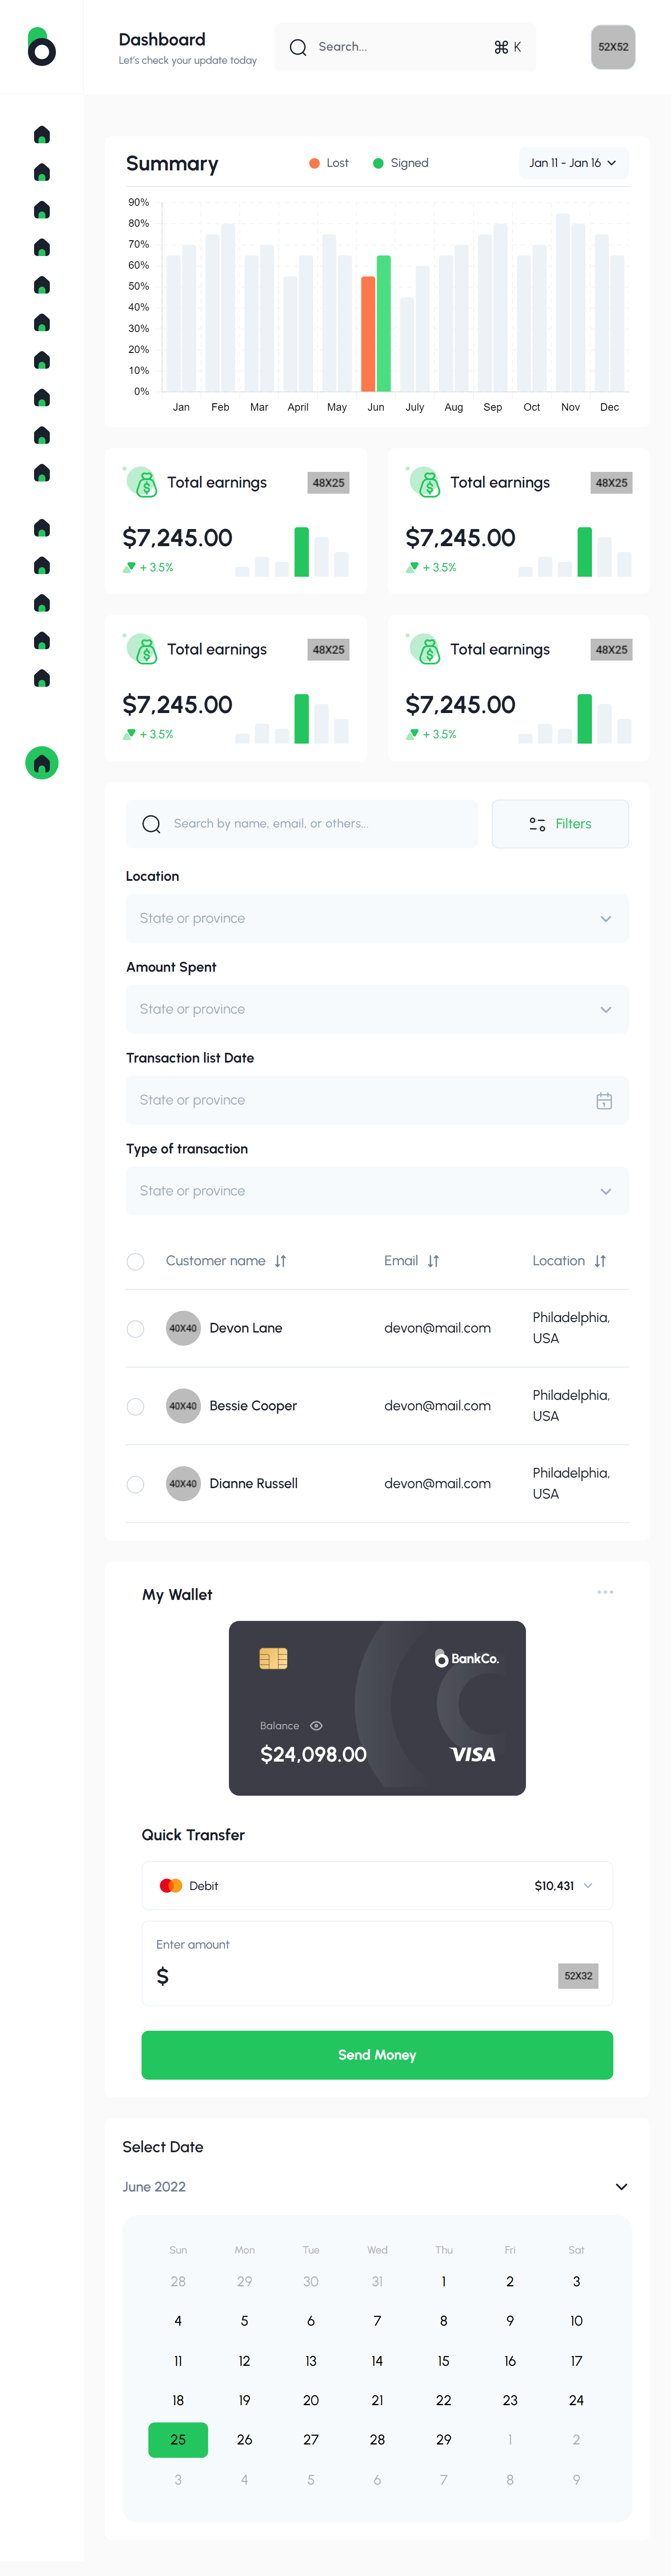 Dashboard
Let's check your update today
Search...
⌘ K
52X52
Summary
Lost
Signed
Jan 11 - Jan 16
90%
80%
70%
60%
50%
40%
30%
20%
10%
0%
Jan Feb Mar April May Jun July Aug Sep Oct Nov Dec
Total earnings
48X25
$7,245.00
+ 3.5%
Total earnings
48X25
$7,245.00
+ 3.5%
Total earnings
48X25
$7,245.00
+ 3.5%
Total earnings
48X25
$7,245.00
+ 3.5%
Search by name, email, or others...
Filters
Location
State or province
Amount Spent
State or province
Transaction list Date
State or province
Type of transaction
State or province
Customer name Email Location
40X40 Devon Lane devon@mail.com Philadelphia,
USA
40X40 Bessie Cooper devon@mail.com Philadelphia,
USA
40X40 Dianne Russell devon@mail.com Philadelphia,
USA
My Wallet
BankCo.
Balance
$24,098.00
VISA
Quick Transfer
Debit
$10,431
Enter amount
$
52X32
Send Money
Select Date
June 2022
Sun Mon Tue Wed Thu Fri Sat
28 29 30 31 1 2 3
4 5 6 7 8 9 10
11 12 13 14 15 16 17
18 19 20 21 22 23 24
25 26 27 28 29 1 2
3 4 5 6 7 8 9